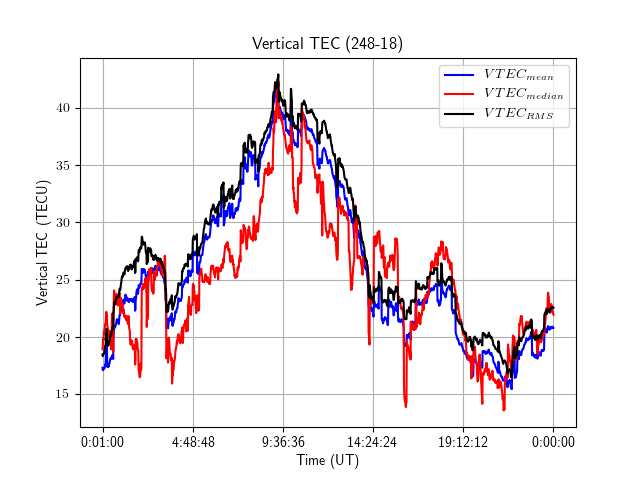 Vertical TEC (248-18)
VTEC_mean
VTEC_median
VTEC_RMS
40
35
30
25
20
15
Vertical TEC (TECU)
0:01:00 4:48:48 9:36:36 14:24:24 19:12:12 0:00:00
Time (UT)